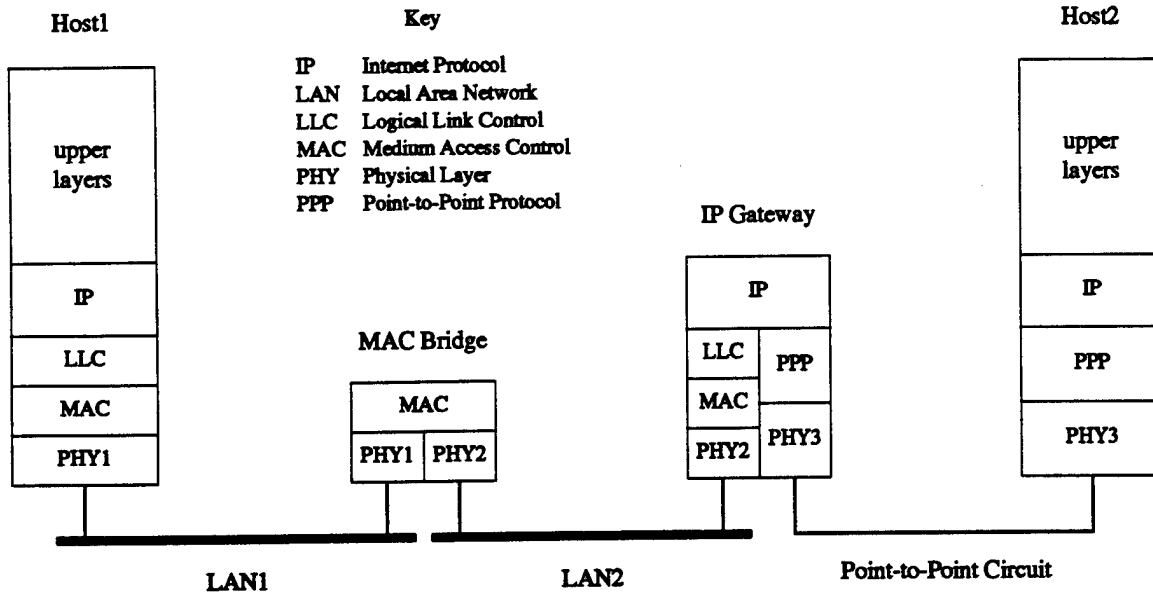 Host1
Key
Host2
IP Internet Protocol
LAN Local Area Network
LLC Logical Link Control
MAC Medium Access Control
PHY Physical Layer
PPP Point-to-Point Protocol
upper
layers
IP
LLC
MAC
PHY1
MAC Bridge
MAC
PHY1
PHY2
IP Gateway
IP
LLC
MAC
PHY2
PPP
PHY3
upper
layers
IP
PPP
PHY3
LAN1
LAN2
Point-to-Point Circuit